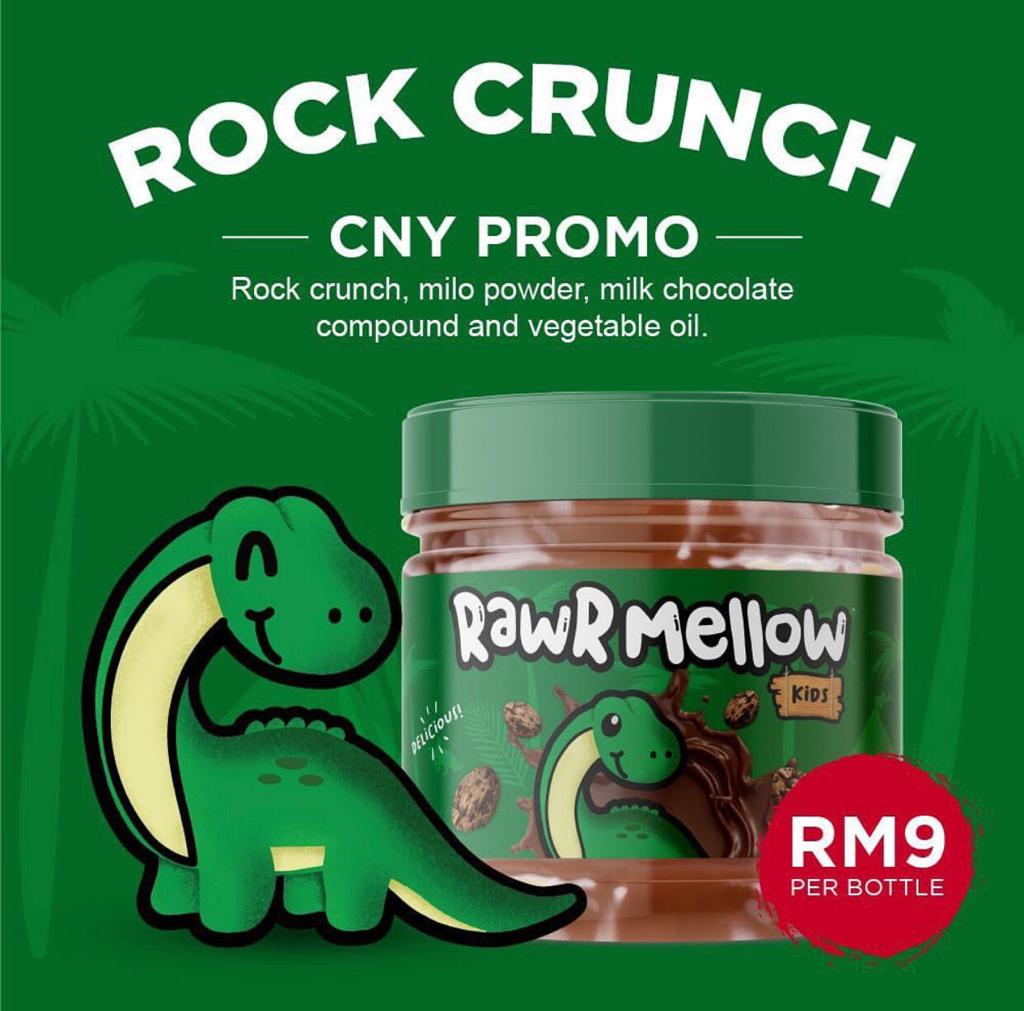 ROCK CRUNCH
CNY PROMO
Rock crunch, milo powder, milk chocolate
compound and vegetable oil.
RawR Mellow
KiDS
DELICIOUS!
RM9
PER BOTTLE